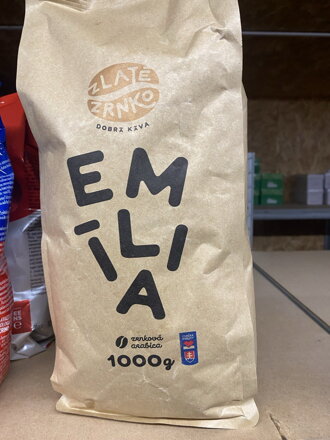 ZLATÉ
ZRNKO
DOBRÁ KÁVA
EM
ÍLI
A
zrnková
arabica
1000g